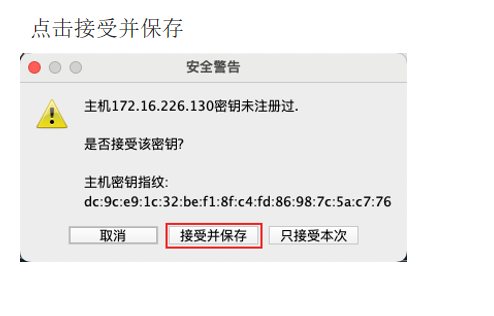 点击接受并保存
安全警告
主机172.16.226.130密钥未注册过.
是否接受该密钥?
主机密钥指纹:
dc:9c:e9:1c:32:be:f1:8f:c4:fd:86:98:7c:5a:c7:76
取消 接受并保存 只接受本次